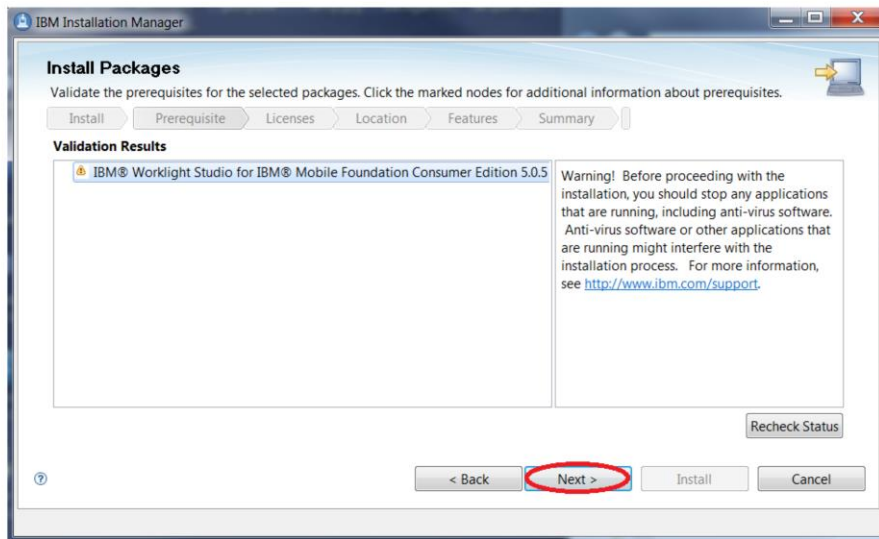 IBM Installation Manager
Install Packages
Validate the prerequisites for the selected packages. Click the marked nodes for additional information about prerequisites.
Install Prerequisite Licenses Location Features Summary
Validation Results
IBM® Worklight Studio for IBM® Mobile Foundation Consumer Edition 5.0.5
Warning! Before proceeding with the
installation, you should stop any applications
that are running, including anti-virus software.
Anti-virus software or other applications that
are running might interfere with the
installation process. For more information,
see http://www.ibm.com/support.
Recheck Status
? < Back Next > Install Cancel